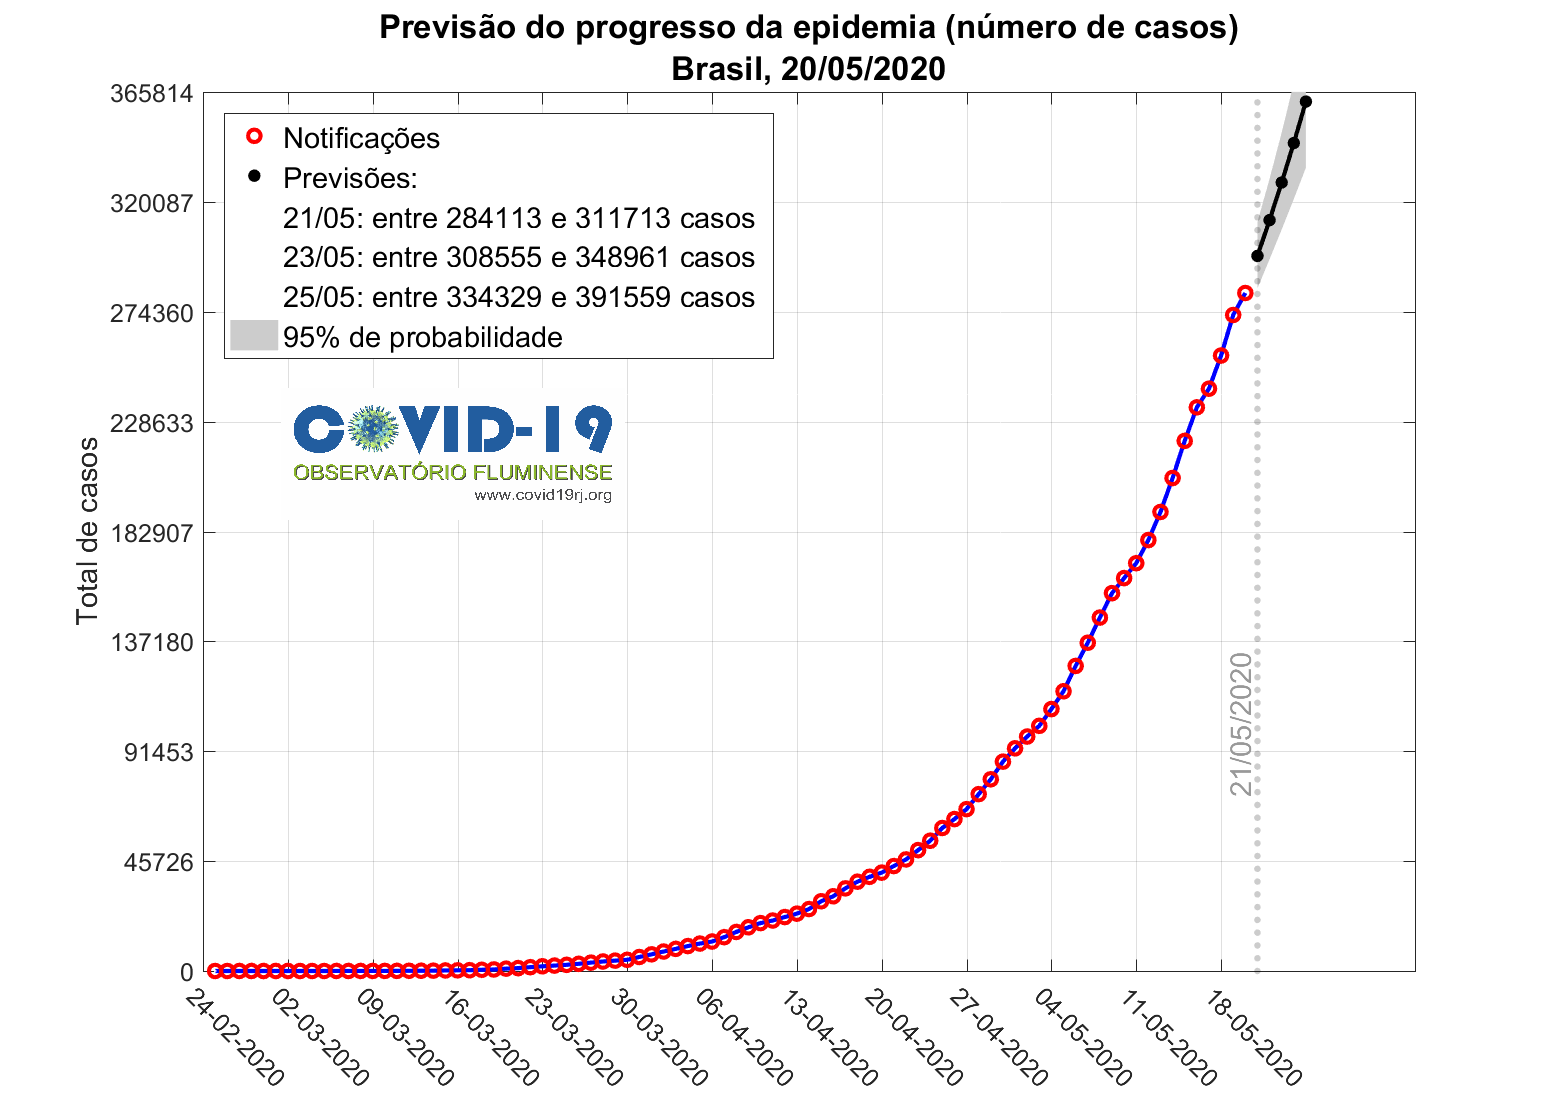 Previsão do progresso da epidemia (número de casos)
Brasil, 20/05/2020
365814
320087
274360
228633
182907
137180
91453
45726
0
Total de casos
Notificações
Previsões:
21/05: entre 284113 e 311713 casos
23/05: entre 308555 e 348961 casos
25/05: entre 334329 e 391559 casos
95% de probabilidade
COVID-19
OBSERVATÓRIO FLUMINENSE
www.covid19rj.org
21/05/2020
24-02-2020
02-03-2020
09-03-2020
16-03-2020
23-03-2020
30-03-2020
06-04-2020
13-04-2020
20-04-2020
27-04-2020
04-05-2020
11-05-2020
18-05-2020